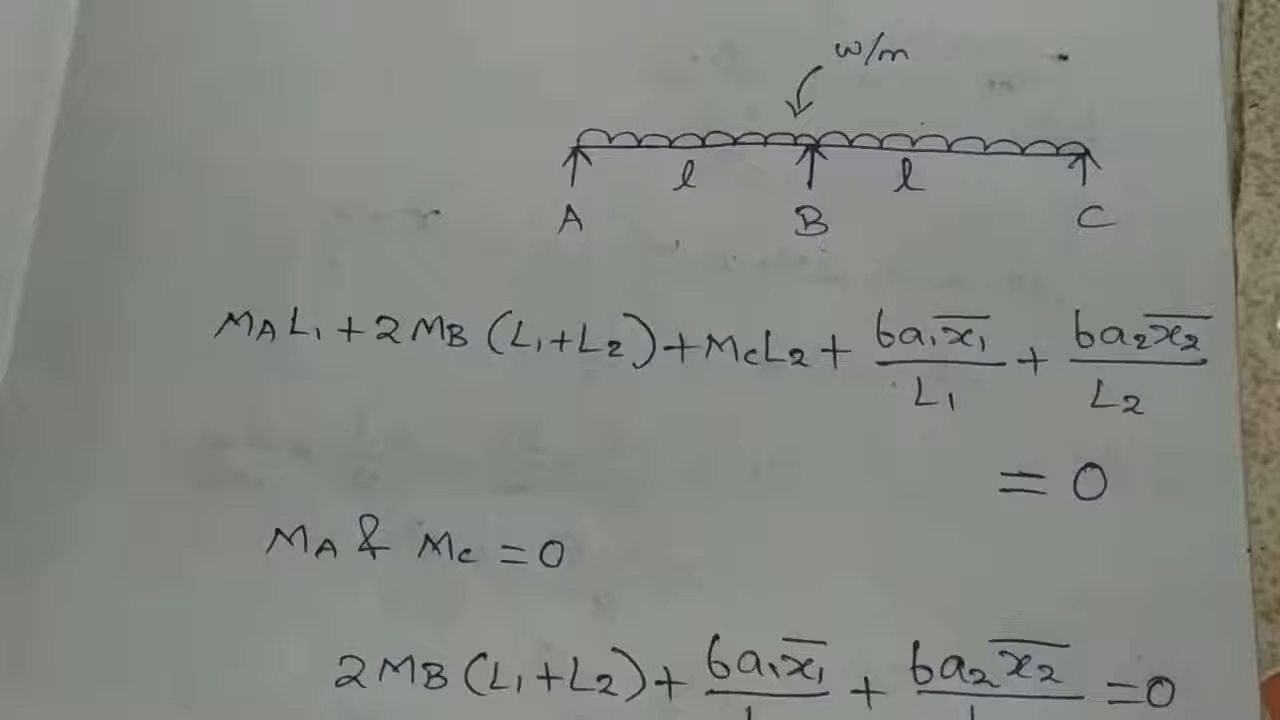 w/m
l l
A B C
MAL₁ + 2MB (L₁+L₂) + McL₂ + 6a₁x̅₁/L₁ + 6a₂x̅₂/L₂
= 0
MA & Mc = 0
2MB (L₁+L₂) + 6a₁x̅₁ + 6a₂x̅₂ = 0